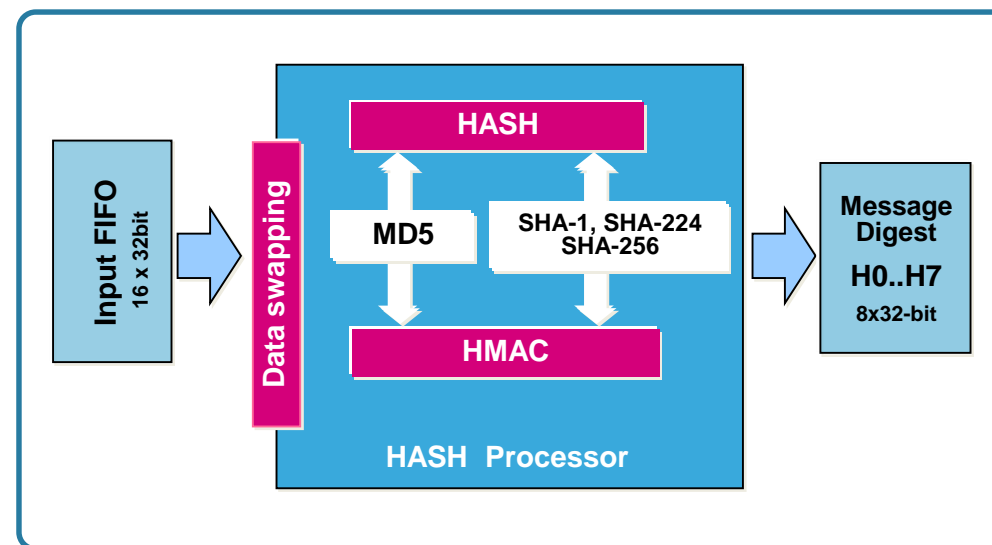 Input FIFO
16 x 32bit
Data swapping
HASH
MD5
SHA-1, SHA-224
SHA-256
HMAC
HASH Processor
Message
Digest
H0..H7
8x32-bit